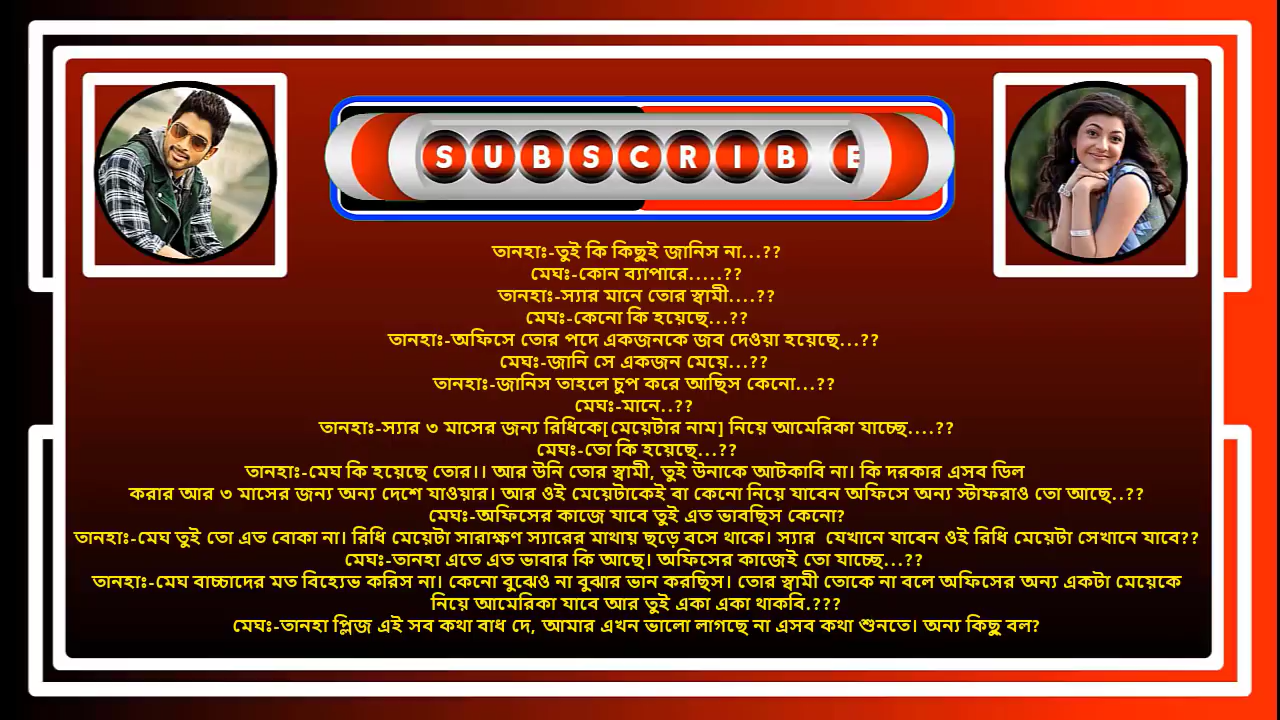 SUBSCRIBE
তানহাঃ-তুই কি কিছুই জানিস না...??
মেঘঃ-কোন ব্যাপারে.....??
তানহাঃ-স্যার মানে তোর স্বামী....??
মেঘঃ-কেনো কি হয়েছে...??
তানহাঃ-অফিসে তোর পদে একজনকে জব দেওয়া হয়েছে...??
মেঘঃ-জানি সে একজন মেয়ে...??
তানহাঃ-জানিস তাহলে চুপ করে আছিস কেনো...??
মেঘঃ-মানে..??
তানহাঃ-স্যার ৩ মাসের জন্য রিধিকে[মেয়েটার নাম] নিয়ে আমেরিকা যাচ্ছে....??
মেঘঃ-তো কি হয়েছে...??
তানহাঃ-মেঘ কি হয়েছে তোর।। আর উনি তোর স্বামী, তুই উনাকে আটকাবি না। কি দরকার এসব ডিল
করার আর ৩ মাসের জন্য অন্য দেশে যাওয়ার। আর ওই মেয়েটাকেই বা কেনো নিয়ে যাবেন অফিসে অন্য স্টাফরাও তো আছে..??
মেঘঃ-অফিসের কাজে যাবে তুই এত ভাবছিস কেনো?
তানহাঃ-মেঘ তুই তো এত বোকা না। রিধি মেয়েটা সারাক্ষণ স্যারের মাথায় ছড়ে বসে থাকে। স্যার  যেখানে যাবেন ওই রিধি মেয়েটা সেখানে যাবে??
মেঘঃ-তানহা এতে এত ভাবার কি আছে। অফিসের কাজেই তো যাচ্ছে...??
তানহাঃ-মেঘ বাচ্চাদের মত বিহ্যেভ করিস না। কেনো বুঝেও না বুঝার ভান করছিস। তোর স্বামী তোকে না বলে অফিসের অন্য একটা মেয়েকে
নিয়ে আমেরিকা যাবে আর তুই একা একা থাকবি.???
মেঘঃ-তানহা প্লিজ এই সব কথা বাধ দে, আমার এখন ভালো লাগছে না এসব কথা শুনতে। অন্য কিছু বল?